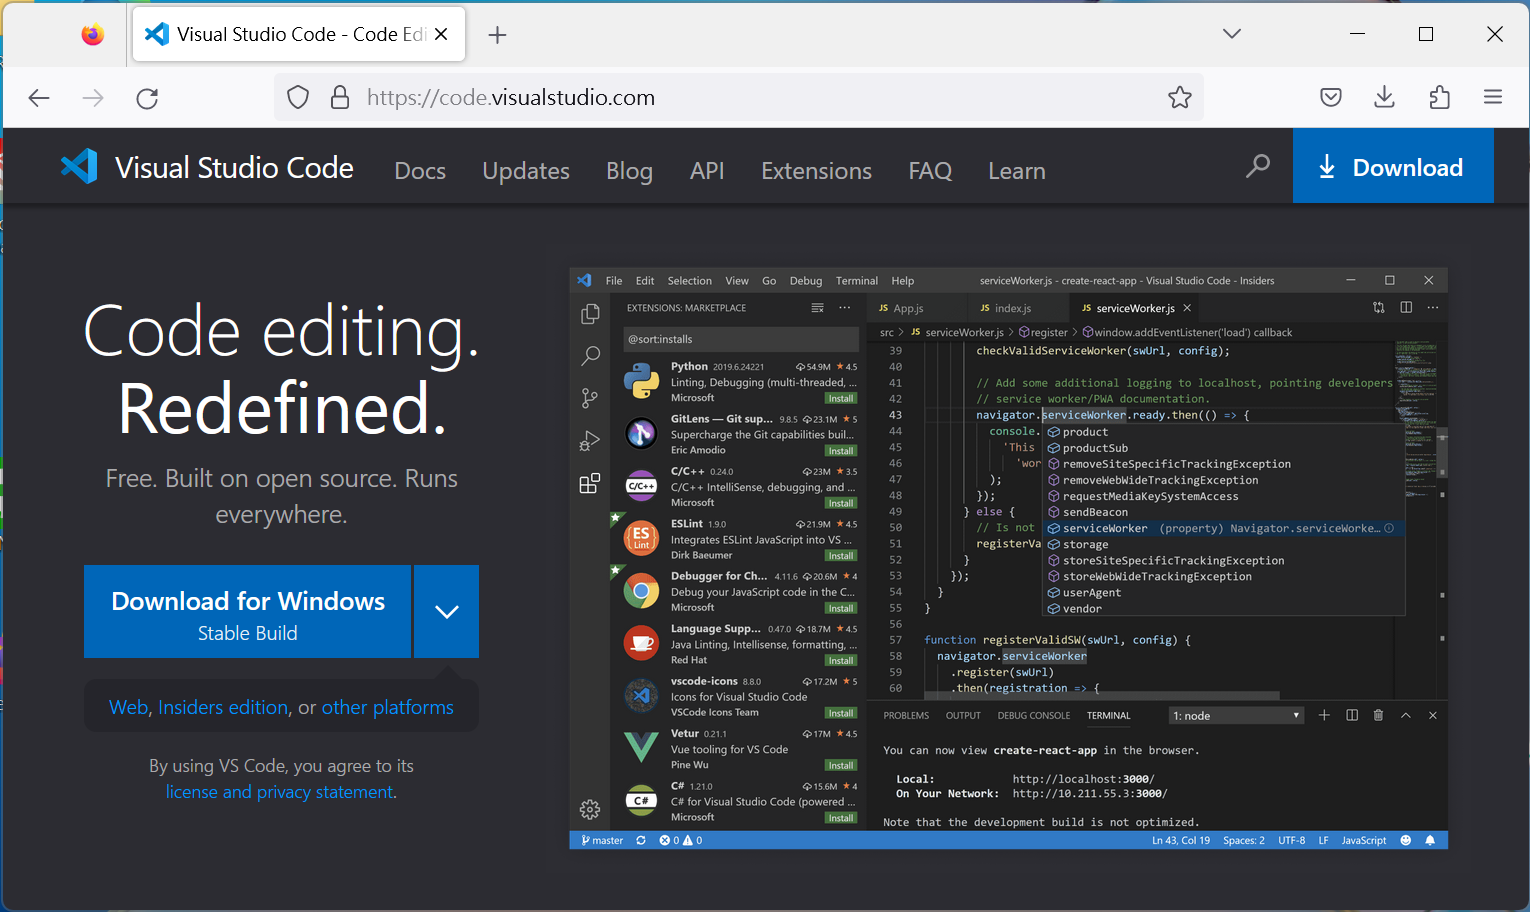 Visual Studio Code - Code Edi
https://code.visualstudio.com
Visual Studio Code
Docs
Updates
Blog
API
Extensions
FAQ
Learn
Download
Code editing.
Redefined.
Free. Built on open source. Runs
everywhere.
Download for Windows
Stable Build
Web, Insiders edition, or other platforms
By using VS Code, you agree to its
license and privacy statement.
File Edit Selection View Go Debug Terminal Help
serviceWorker.js - create-react-app - Visual Studio Code - Insiders
EXTENSIONS: MARKETPLACE
@sort:installs
Python 2019.6.24221 54.9M 4.5
Linting, Debugging (multi-threaded, ...
Microsoft Install
GitLens — Git sup... 9.8.5 23.1M 5
Supercharge the Git capabilities buil...
Eric Amodio Install
C/C++
C/C++ 0.24.0 23M 3.5
C/C++ IntelliSense, debugging, and ...
Microsoft Install
ES
Lint
ESLint 1.9.0 21.9M 4.5
Integrates ESLint JavaScript into VS ...
Dirk Baeumer Install
Debugger for Ch... 4.11.6 20.6M 4
Debug your JavaScript code in the C...
Microsoft Install
Language Supp... 0.47.0 18.7M 4.5
Java Linting, Intellisense, formatting, ...
Red Hat Install
vscode-icons 8.8.0 17.2M 5
Icons for Visual Studio Code
VSCode Icons Team Install
Vetur 0.21.1 17M 4.5
Vue tooling for VS Code
Pine Wu Install
C#
C# 1.21.0 15.6M 4
C# for Visual Studio Code (powered ...
Microsoft Install
JS App.js
JS index.js
JS serviceWorker.js
src > JS serviceWorker.js > register > window.addEventListener('load') callback
39 checkValidServiceWorker(swUrl, config);
40
41 // Add some additional logging to localhost, pointing developers
42 // service worker/PWA documentation.
43 navigator.serviceWorker.ready.then(() => {
44 console.
45 'This
46 'wor
47 );
48 });
49 } else {
50 // Is not
51 registerVa
52 }
53 });
54 }
55 }
56
57 function registerValidSW(swUrl, config) {
58 navigator.serviceWorker
59 .register(swUrl)
60 .then(registration => {
product
productSub
removeSiteSpecificTrackingException
removeWebWideTrackingException
requestMediaKeySystemAccess
sendBeacon
serviceWorker (property) Navigator.serviceWorke...
storage
storeSiteSpecificTrackingException
storeWebWideTrackingException
userAgent
vendor
PROBLEMS OUTPUT DEBUG CONSOLE TERMINAL 1: node
You can now view create-react-app in the browser.
Local: http://localhost:3000/
On Your Network: http://10.211.55.3:3000/
Note that the development build is not optimized.
master 0 0 Ln 43, Col 19 Spaces: 2 UTF-8 LF JavaScript